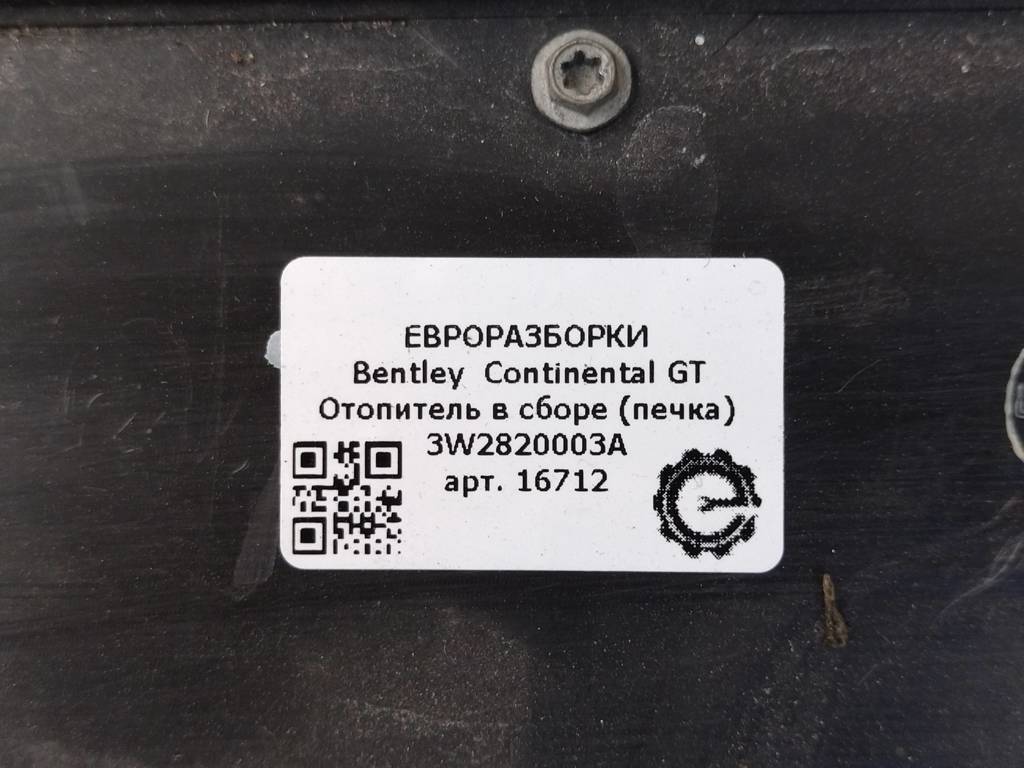 ЕВРОРАЗБОРКИ
Bentley Continental GT
Отопитель в сборе (печка)
3W2820003A
арт. 16712